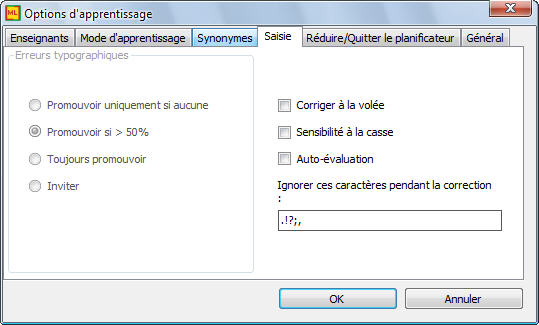 ML Options d'apprentissage
Enseignants Mode d'apprentissage Synonymes Saisie Réduire/Quitter le planificateur Général
Erreurs typographiques
Promouvoir uniquement si aucune
Promouvoir si > 50%
Toujours promouvoir
Inviter
Corriger à la volée
Sensibilité à la casse
Auto-évaluation
Ignorer ces caractères pendant la correction
:
.!?;,
OK Annuler